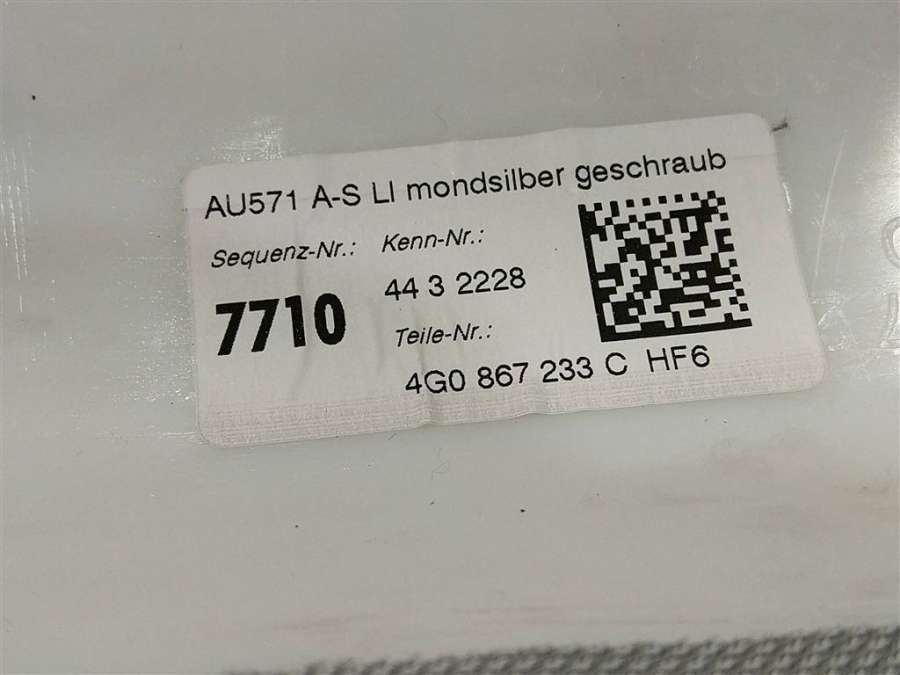 AU571 A-S LI mondsilber geschraub
Sequenz-Nr.: Kenn-Nr.:
7710 44 3 2228
Teile-Nr.:
4G0 867 233 C HF6